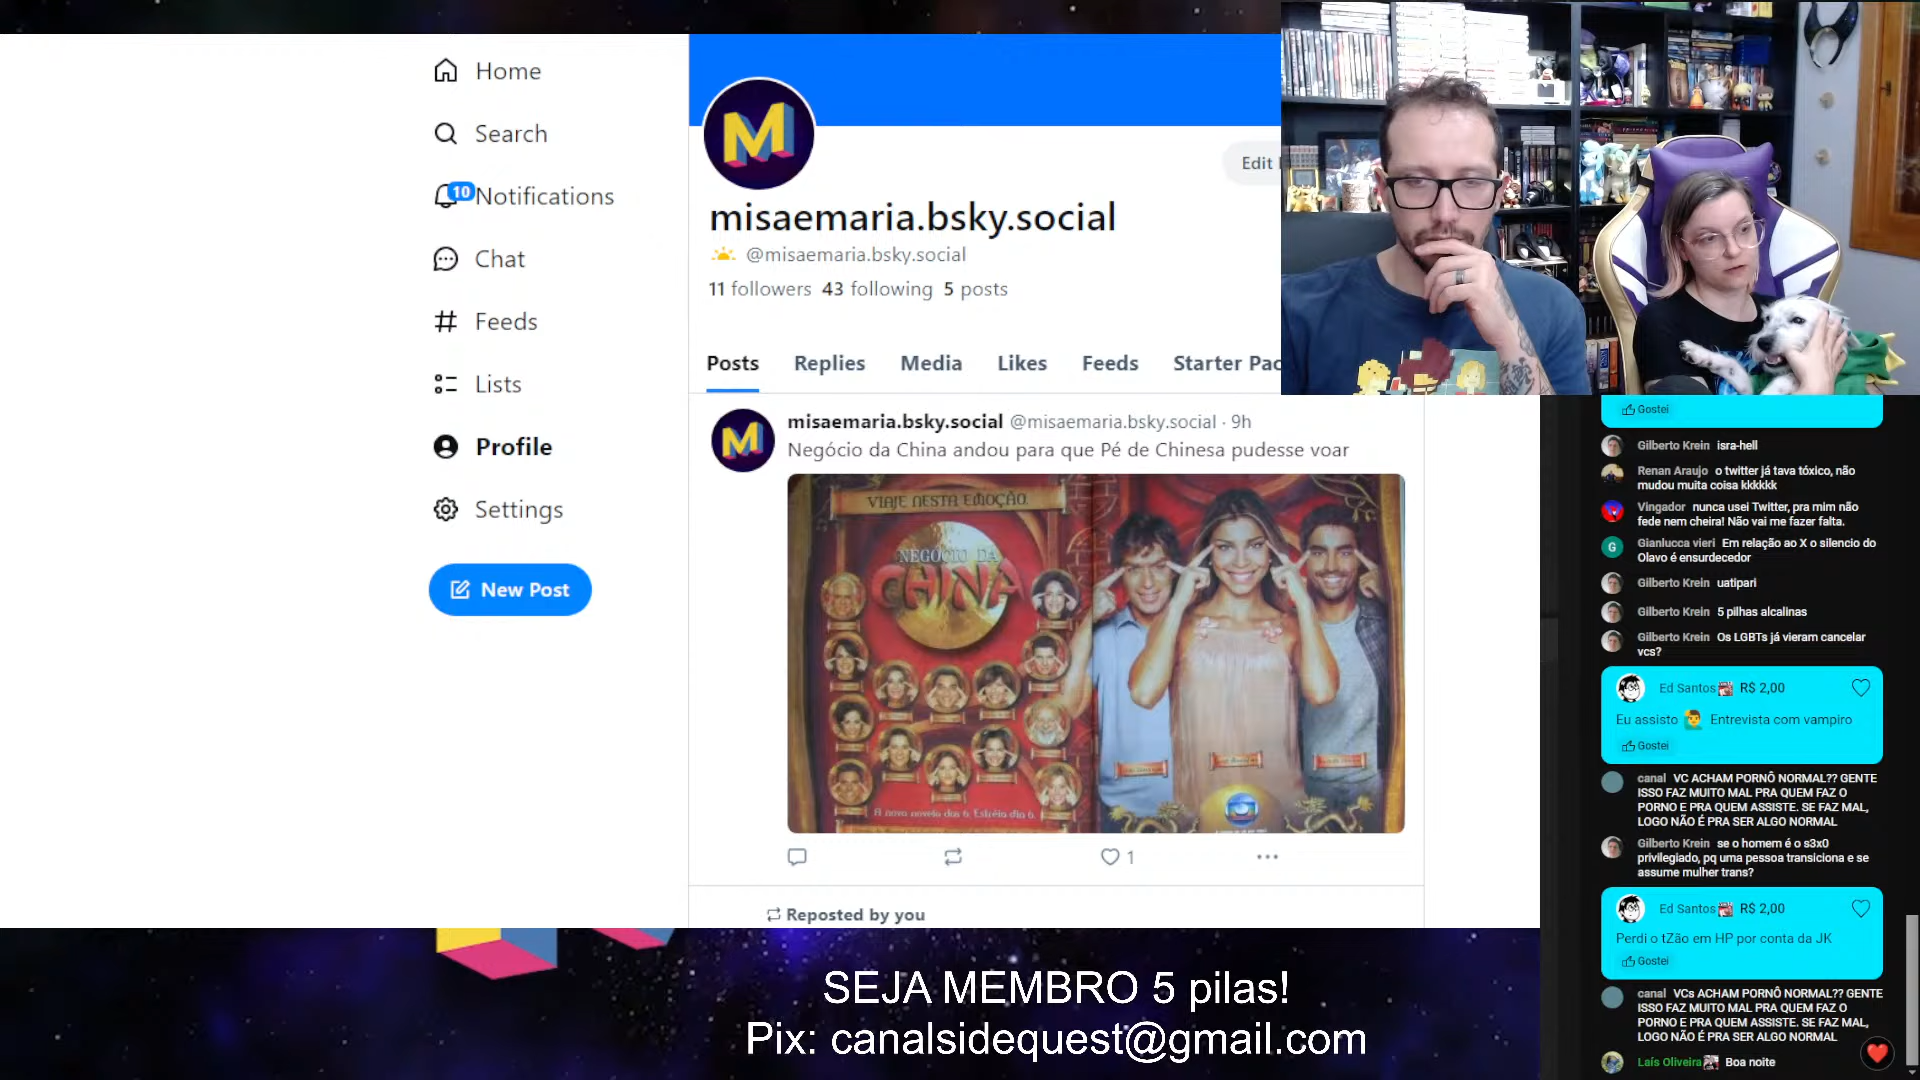 Home
Search
10
Notifications
Chat
Feeds
Lists
Profile
Settings
New Post
M
Edit
misaemaria.bsky.social
@misaemaria.bsky.social
11 followers 43 following 5 posts
Posts Replies Media Likes Feeds Starter Pac
M
misaemaria.bsky.social @misaemaria.bsky.social · 9h
Negócio da China andou para que Pé de Chinesa pudesse voar
VIAJE NESTA EMOÇÃO.
NEGÓCIO DA
CHINA
A nova novela das 6. Estréia dia 6.
1
Reposted by you
SEJA MEMBRO 5 pilas!
Pix: canalsidequest@gmail.com
Gostei
Gilberto Krein isra-hell
Renan Araujo o twitter já tava tóxico, não
mudou muita coisa kkkkkk
Vingador nunca usei Twitter, pra mim não
fede nem cheira! Não vai me fazer falta.
G
Gianlucca vieri Em relação ao X o silencio do
Olavo é ensurdecedor
Gilberto Krein uatipari
Gilberto Krein 5 pilhas alcalinas
Gilberto Krein Os LGBTs já vieram cancelar
vcs?
Ed Santos R$ 2,00
Eu assisto 🙋‍♂️ Entrevista com vampiro
Gostei
canal VC ACHAM PORNÔ NORMAL?? GENTE
ISSO FAZ MUITO MAL PRA QUEM FAZ O
PORNO E PRA QUEM ASSISTE. SE FAZ MAL,
LOGO NÃO É PRA SER ALGO NORMAL
Gilberto Krein se o homem é o s3x0
privilegiado, pq uma pessoa transiciona e se
assume mulher trans?
Ed Santos R$ 2,00
Perdi o tZão em HP por conta da JK
Gostei
canal VCs ACHAM PORNÔ NORMAL?? GENTE
ISSO FAZ MUITO MAL PRA QUEM FAZ O
PORNO E PRA QUEM ASSISTE. SE FAZ MAL,
LOGO NÃO É PRA SER ALGO NORMAL
Laís Oliveira Boa noite